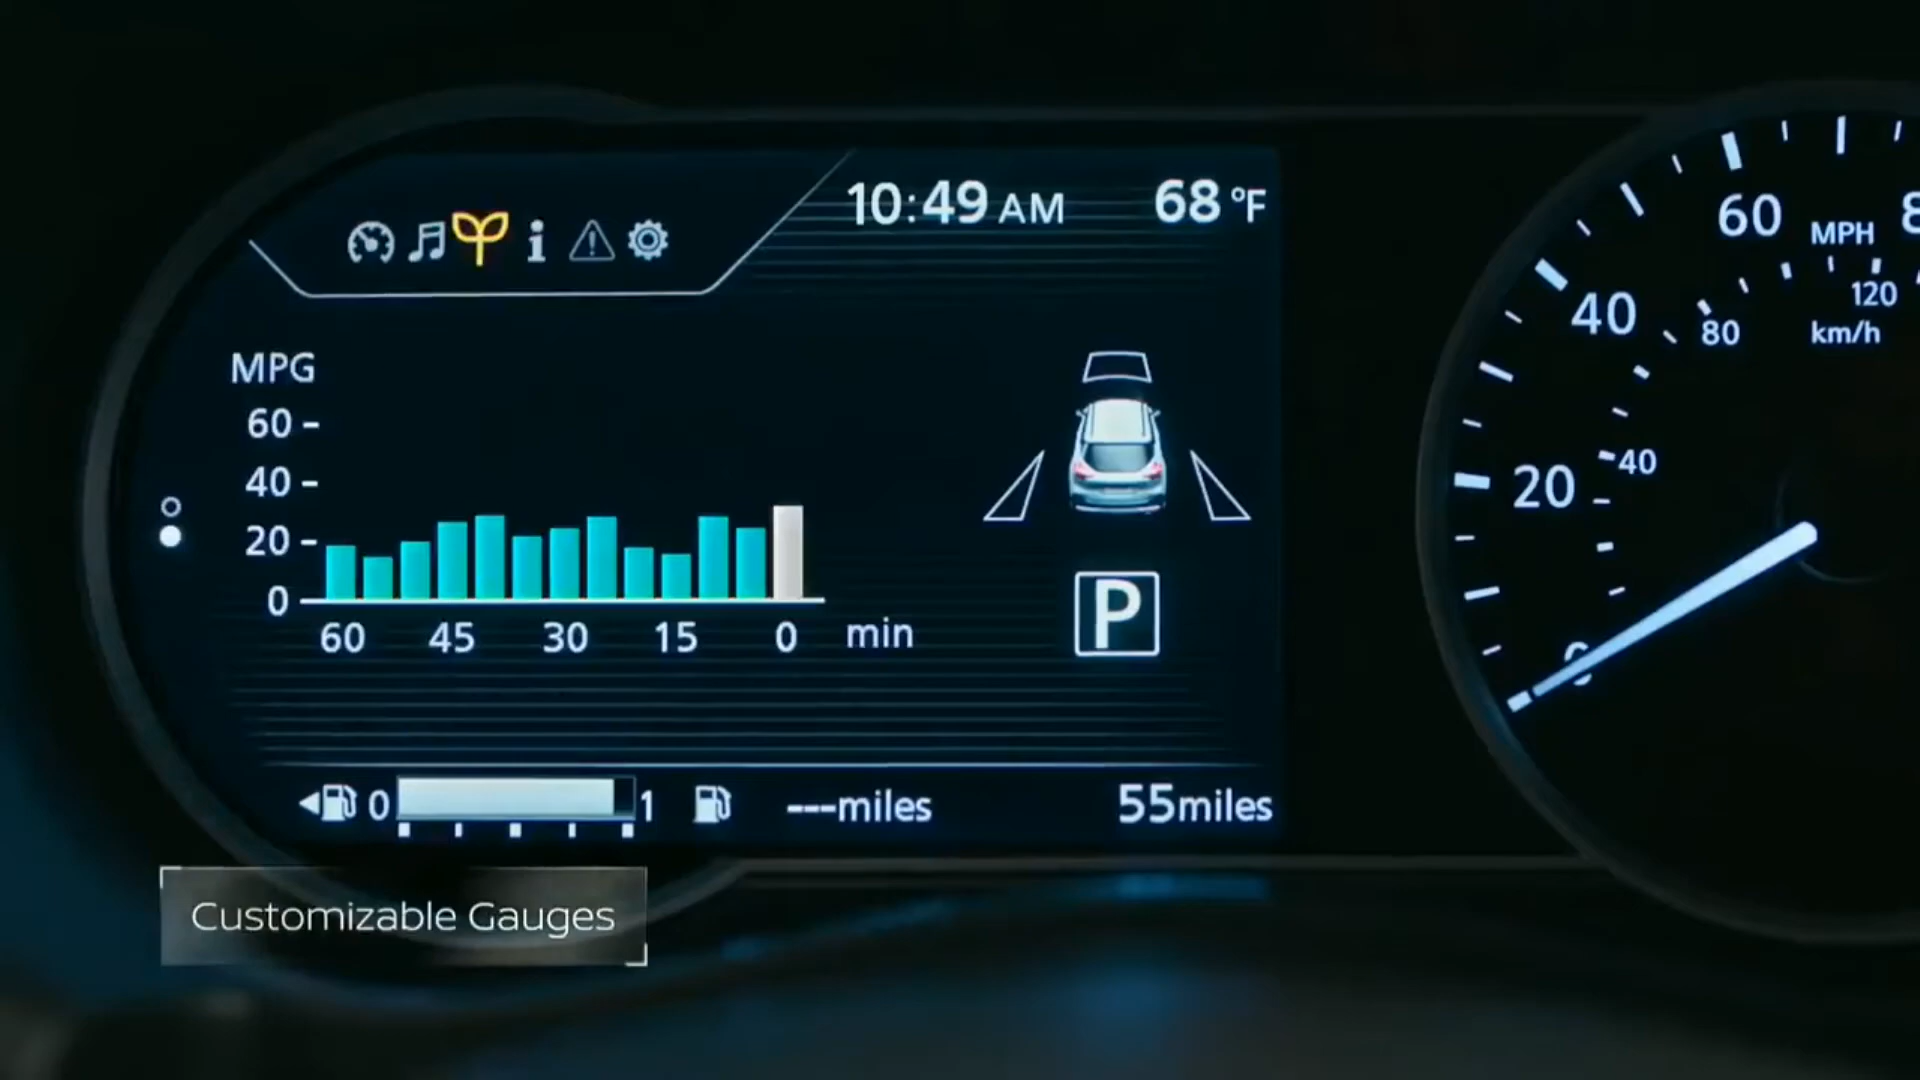 10:49 AM 68 °F
MPG
60
40
20
0
60 45 30 15 0 min
P
0 1 ---miles 55miles
60
MPH
40
120
80
km/h
40
20
0
Customizable Gauges